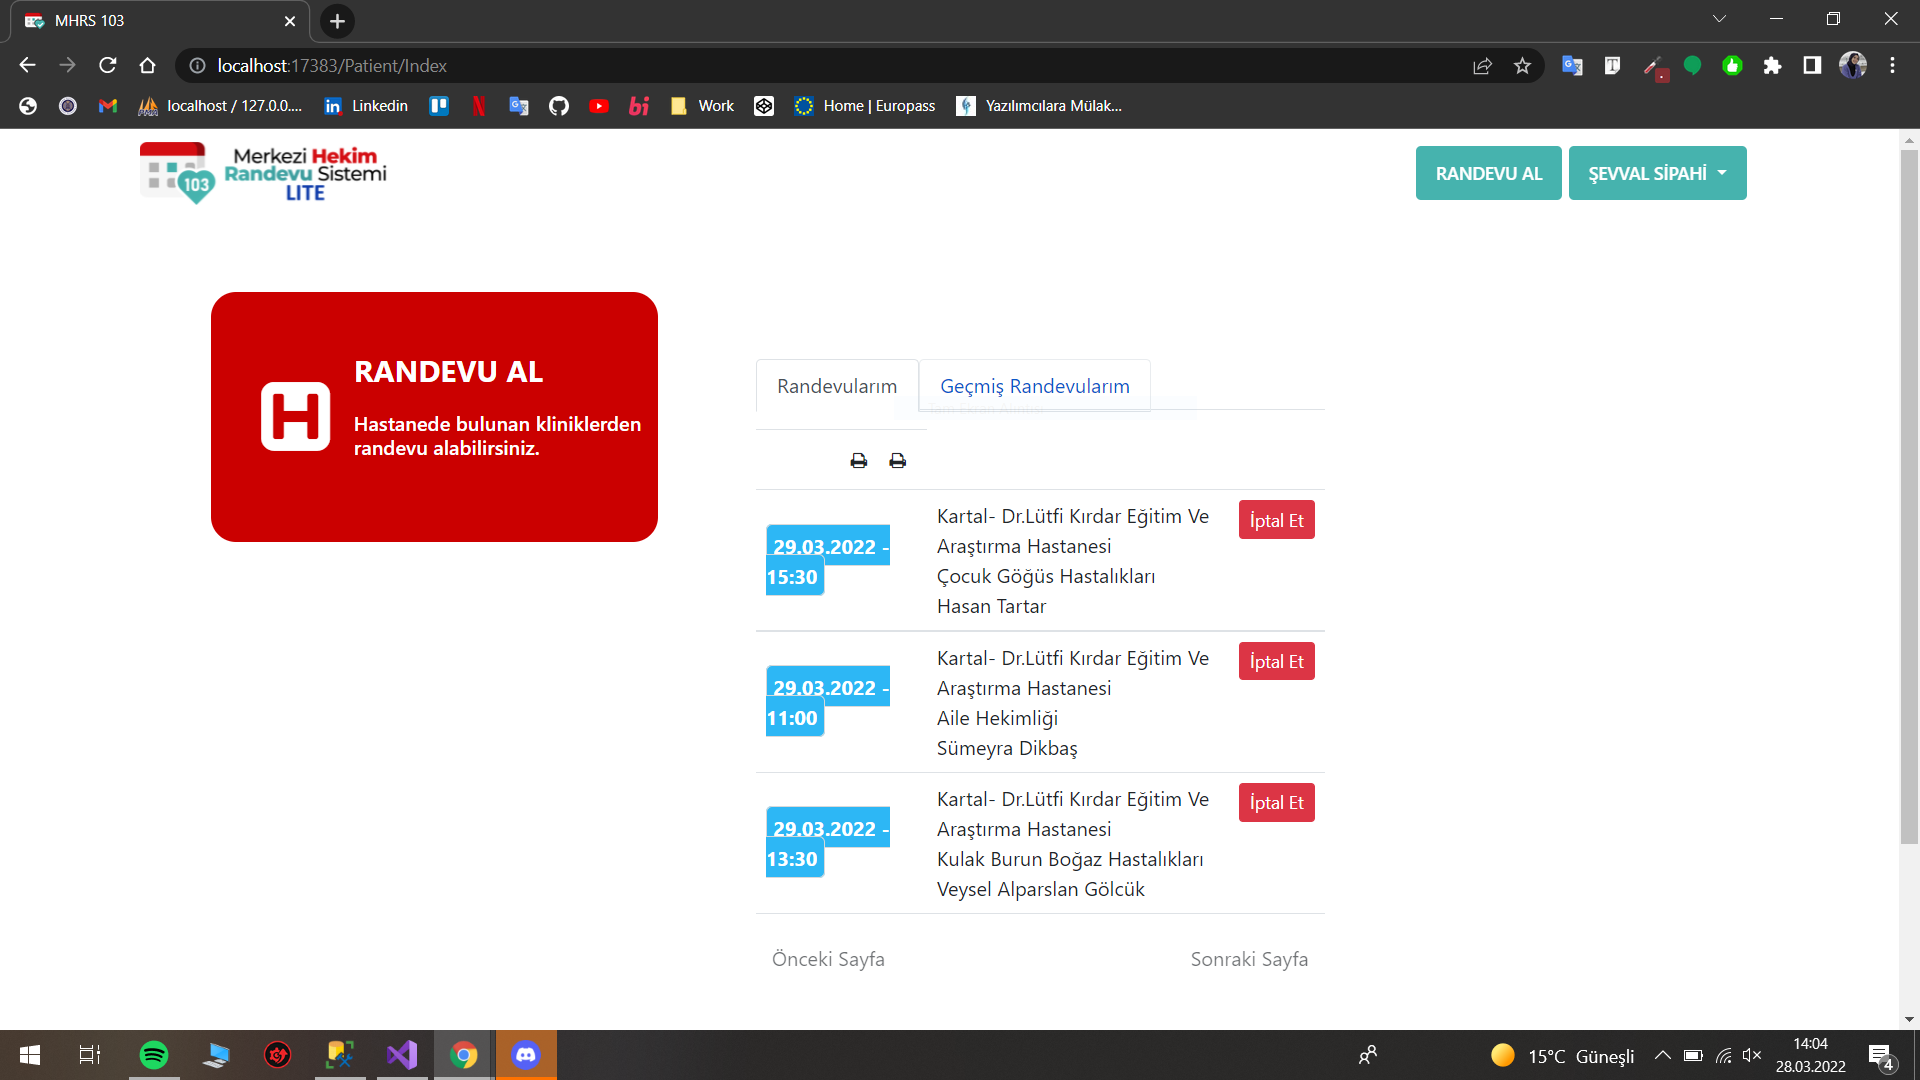 MHRS 103
localhost:17383/Patient/Index
localhost / 127.0.0....
Linkedin
Work
Home | Europass
Yazılımcılara Mülak...
103
Merkezi Hekim
Randevu Sistemi
LITE
RANDEVU AL
ŞEVVAL SİPAHİ
RANDEVU AL
Hastanede bulunan kliniklerden
randevu alabilirsiniz.
Randevularım
Geçmiş Randevularım
29.03.2022 -
15:30
Kartal- Dr.Lütfi Kırdar Eğitim Ve
Araştırma Hastanesi
Çocuk Göğüs Hastalıkları
Hasan Tartar
İptal Et
29.03.2022 -
11:00
Kartal- Dr.Lütfi Kırdar Eğitim Ve
Araştırma Hastanesi
Aile Hekimliği
Sümeyra Dikbaş
İptal Et
29.03.2022 -
13:30
Kartal- Dr.Lütfi Kırdar Eğitim Ve
Araştırma Hastanesi
Kulak Burun Boğaz Hastalıkları
Veysel Alparslan Gölcük
İptal Et
Önceki Sayfa
Sonraki Sayfa
15°C Güneşli
14:04
28.03.2022
4